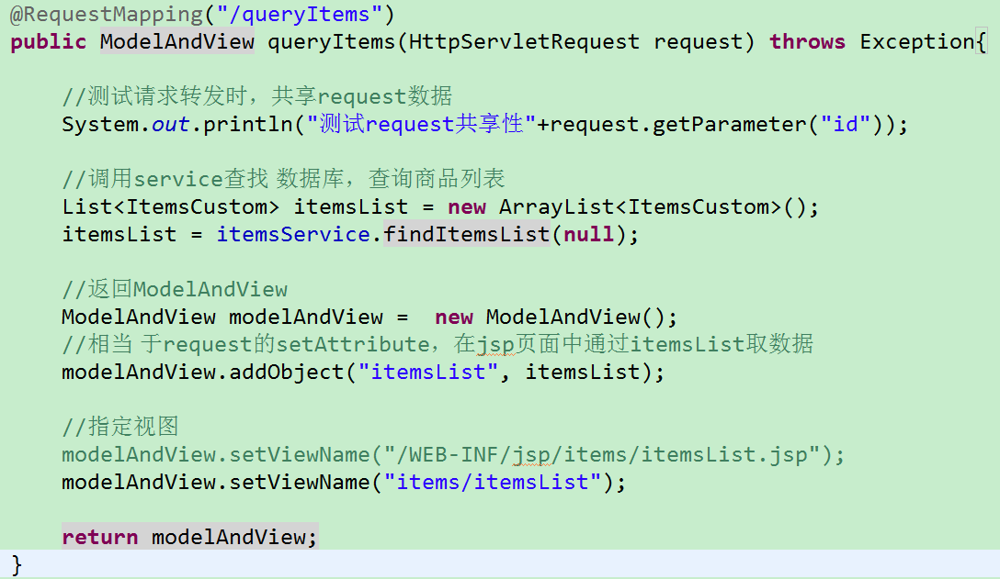 @RequestMapping("/queryItems")
public ModelAndView queryItems(HttpServletRequest request) throws Exception{
//测试请求转发时，共享request数据
System.out.println("测试request共享性"+request.getParameter("id"));
//调用service查找 数据库，查询商品列表
List<ItemsCustom> itemsList = new ArrayList<ItemsCustom>();
itemsList = itemsService.findItemsList(null);
//返回ModelAndView
ModelAndView modelAndView =  new ModelAndView();
//相当 于request的setAttribute，在jsp页面中通过itemsList取数据
modelAndView.addObject("itemsList", itemsList);
//指定视图
modelAndView.setViewName("/WEB-INF/jsp/items/itemsList.jsp");
modelAndView.setViewName("items/itemsList");
return modelAndView;
}